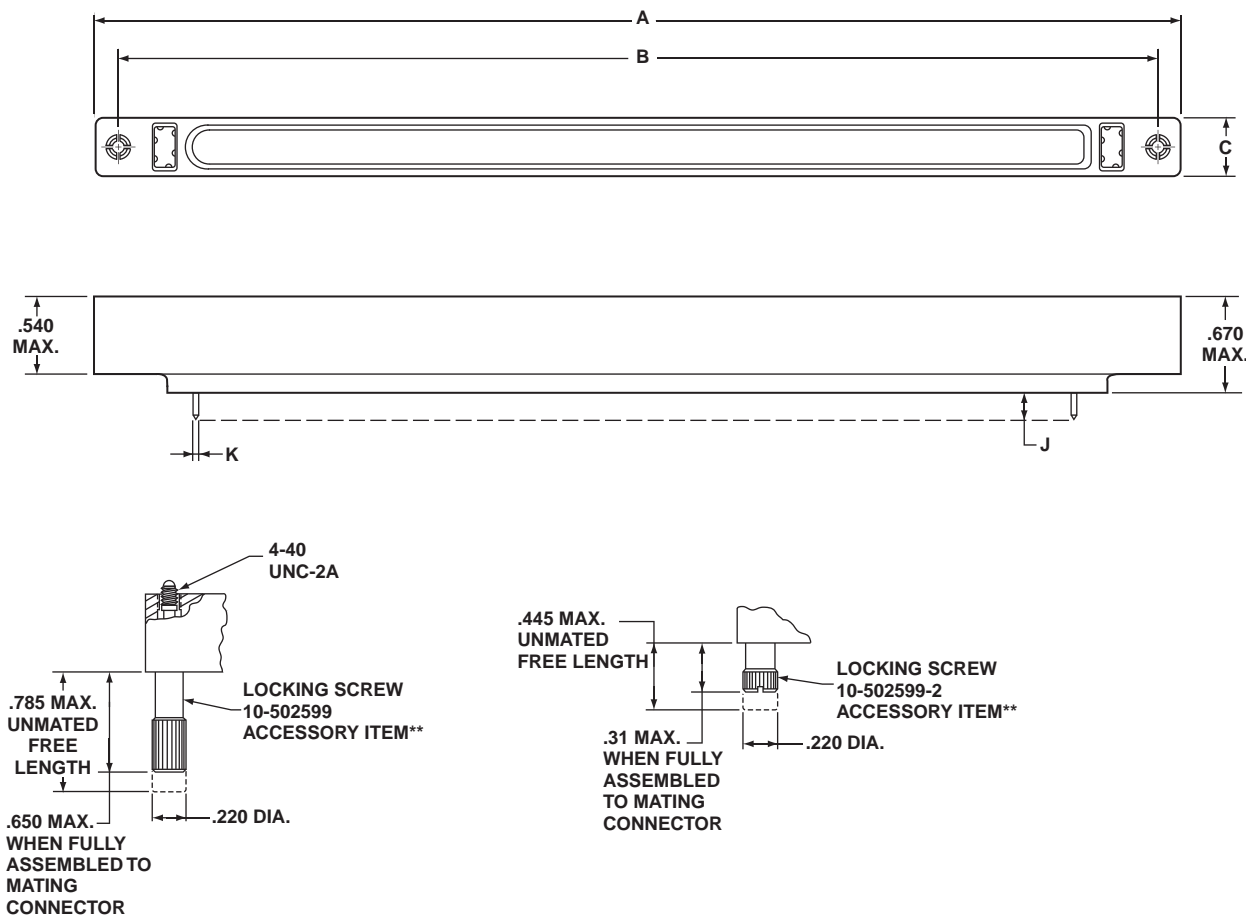 A
B
C
.540
MAX.
.670
MAX.
K
J
4-40
UNC-2A
LOCKING SCREW
10-502599
ACCESSORY ITEM**
.785 MAX.
UNMATED
FREE
LENGTH
.220 DIA.
.650 MAX.
WHEN FULLY
ASSEMBLED TO
MATING
CONNECTOR
.445 MAX.
UNMATED
FREE LENGTH
LOCKING SCREW
10-502599-2
ACCESSORY ITEM**
.220 DIA.
.31 MAX.
WHEN FULLY
ASSEMBLED
TO MATING
CONNECTOR